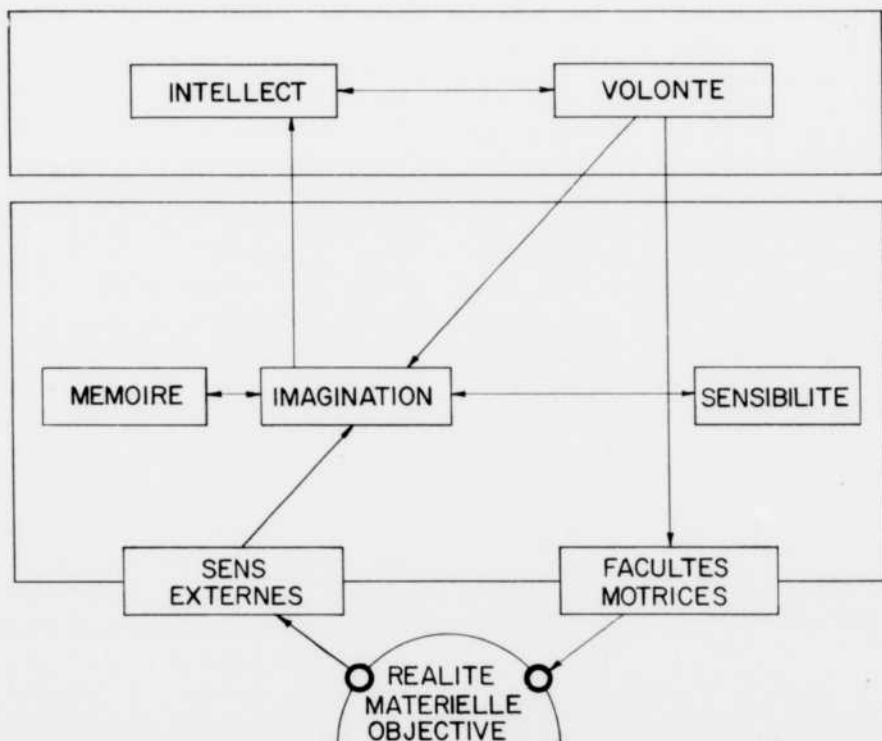 INTELLECT
VOLONTE
MEMOIRE
IMAGINATION
SENSIBILITE
SENS
EXTERNES
FACULTES
MOTRICES
REALITE
MATERIELLE
OBJECTIVE